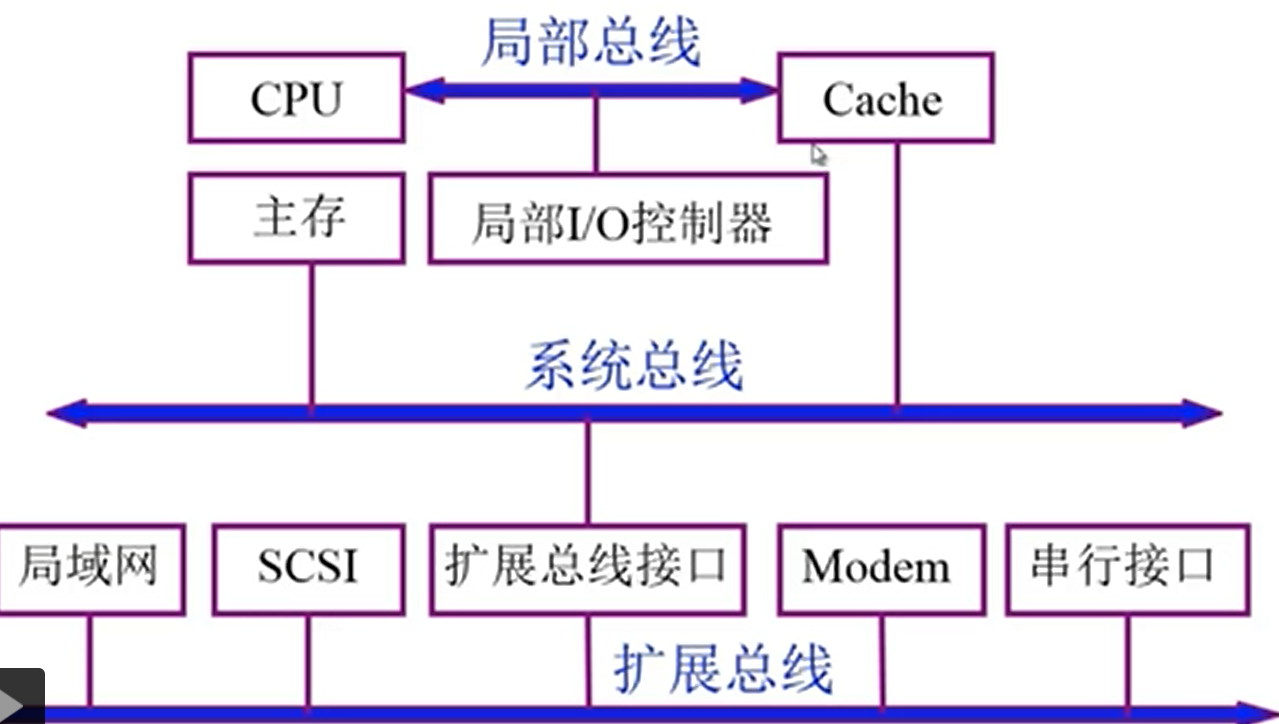 局部总线
CPU
Cache
主存
局部I/O控制器
系统总线
局域网
SCSI
扩展总线接口
Modem
串行接口
扩展总线